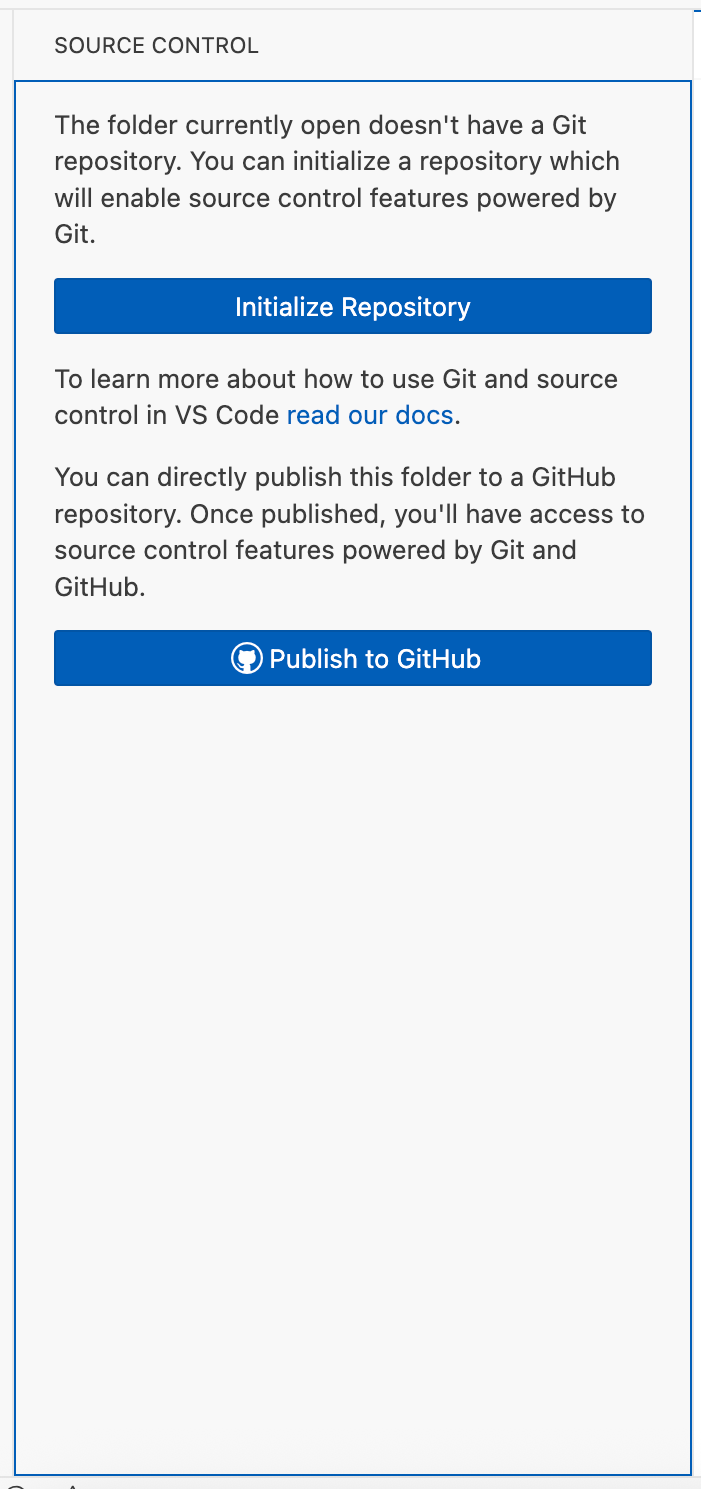 SOURCE CONTROL
The folder currently open doesn't have a Git
repository. You can initialize a repository which
will enable source control features powered by
Git.
Initialize Repository
To learn more about how to use Git and source
control in VS Code read our docs.
You can directly publish this folder to a GitHub
repository. Once published, you'll have access to
source control features powered by Git and
GitHub.
Publish to GitHub